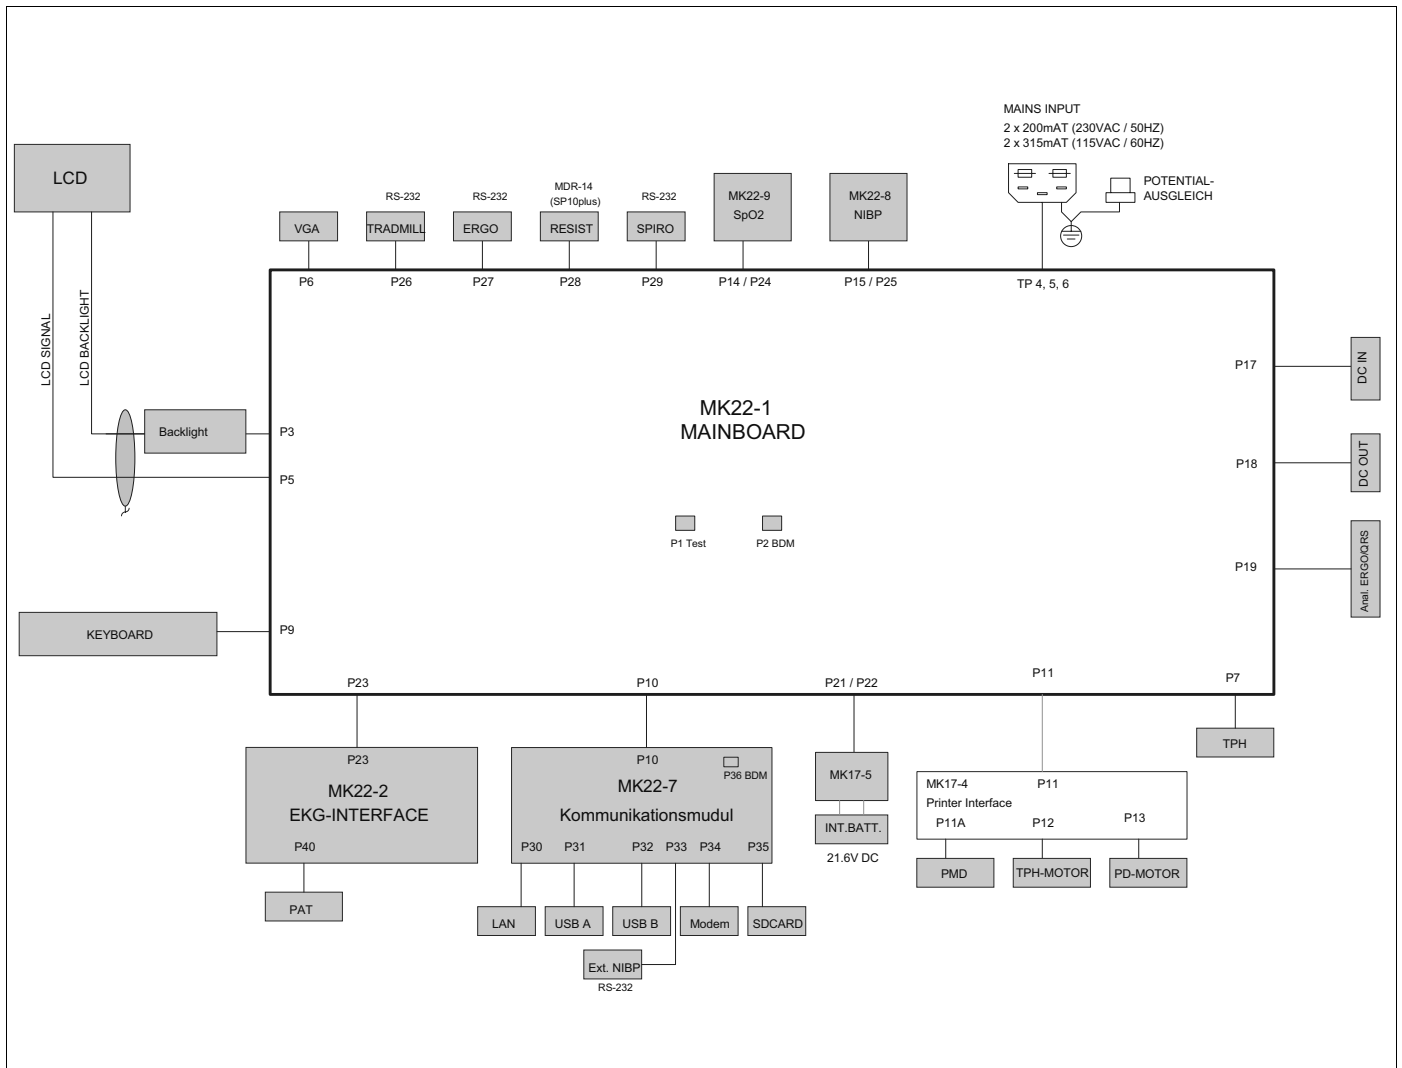 MAINS INPUT
2 x 200mAT (230VAC / 50HZ)
2 x 315mAT (115VAC / 60HZ)
POTENTIAL-
AUSGLEICH
LCD
LCD SIGNAL
LCD BACKLIGHT
VGA
RS-232
TRADMILL
RS-232
ERGO
MDR-14
(SP10plus)
RESIST
RS-232
SPIRO
MK22-9
SpO2
MK22-8
NIBP
P6
P26
P27
P28
P29
P14 / P24
P15 / P25
TP 4, 5, 6
P17
DC IN
MK22-1
MAINBOARD
Backlight
P3
P5
P18
DC OUT
P1 Test
P2 BDM
P19
Anal. ERGO/QRS
KEYBOARD
P9
P23
P10
P21 / P22
P11
P7
TPH
P23
MK22-2
EKG-INTERFACE
P40
PAT
P10
P36 BDM
MK22-7
Kommunikationsmudul
P30
P31
P32
P33
P34
P35
LAN
USB A
USB B
Modem
SDCARD
Ext. NIBP
RS-232
MK17-5
INT.BATT.
21.6V DC
MK17-4
P11
Printer Interface
P11A
P12
P13
PMD
TPH-MOTOR
PD-MOTOR